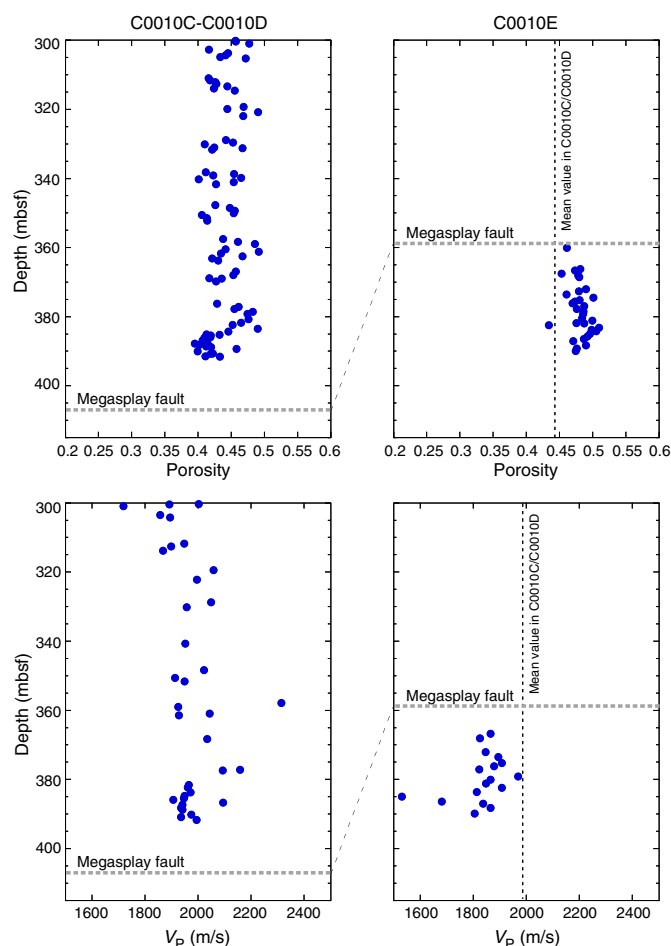 C0010C-C0010D
C0010E
300
320
340
360
380
400
Depth (mbsf)
Megasplay fault
0.2 0.25 0.3 0.35 0.4 0.45 0.5 0.55 0.6
Porosity
Mean value in C0010C/C0010D
Megasplay fault
0.2 0.25 0.3 0.35 0.4 0.45 0.5 0.55 0.6
Porosity
300
320
340
360
380
400
Depth (mbsf)
Megasplay fault
1600 1800 2000 2200 2400
VP (m/s)
Mean value in C0010C/C0010D
Megasplay fault
1600 1800 2000 2200 2400
VP (m/s)